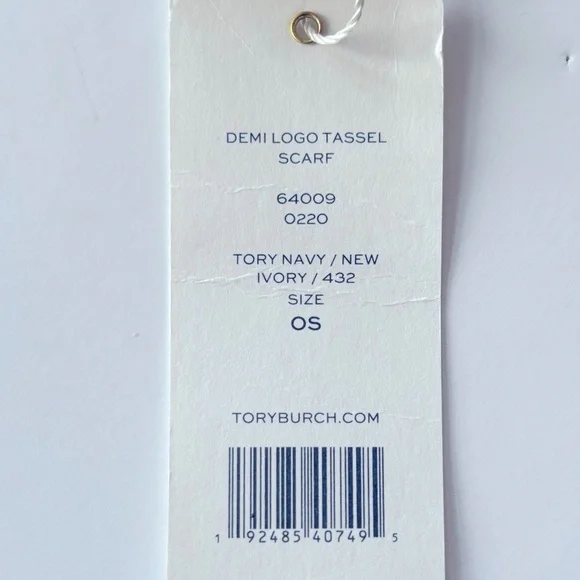 DEMI LOGO TASSEL
SCARF
64009
0220
TORY NAVY / NEW
IVORY / 432
SIZE
OS
TORYBURCH.COM
1 92485 40749 5